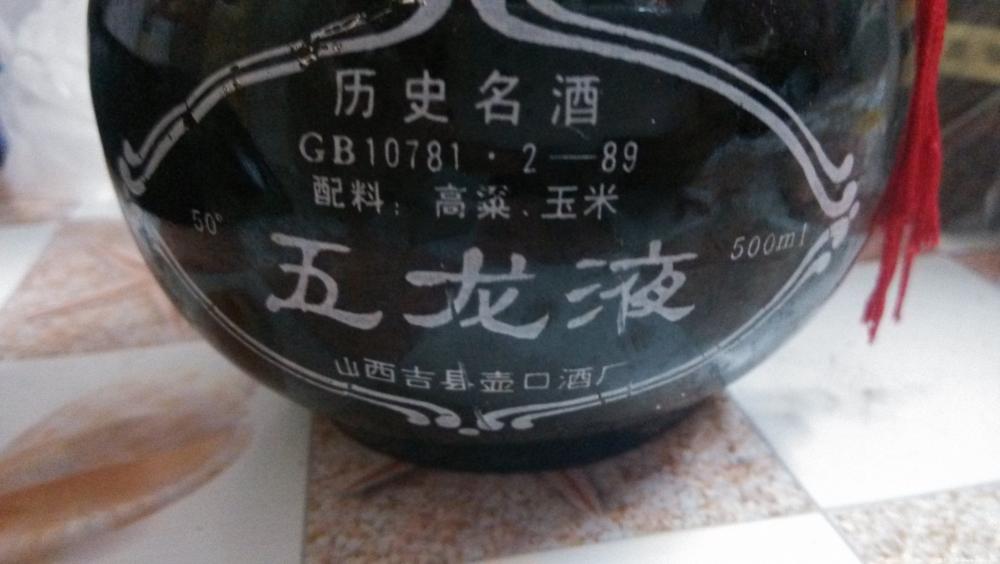 历史名酒
GB10781·2—89
配料：高粱、玉米
50°
500ml
五龙液
山西吉县壶口酒厂